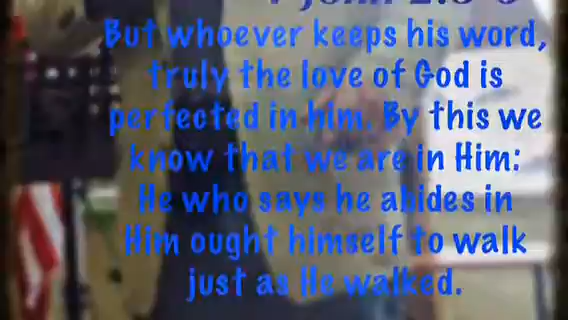 But whoever keeps his word,
truly the love of God is
perfected in him. By this we
know that we are in Him:
He who says he abides in
Him ought himself to walk
just as He walked.